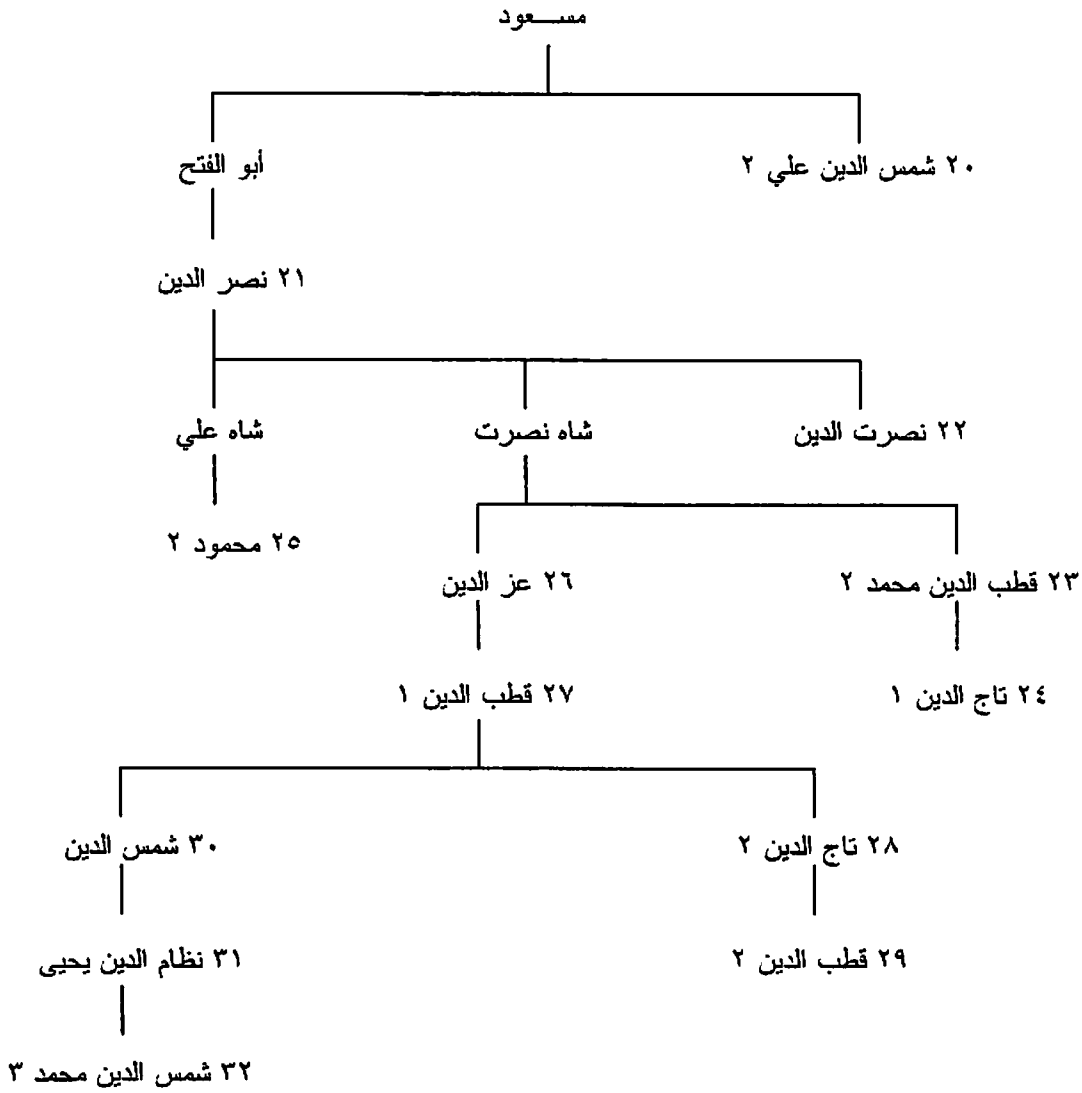 مسعود
٢٠ شمس الدين علي ٢
أبو الفتح
٢١ نصر الدين
٢٢ نصرت الدين
شاه نصرت
شاه علي
٢٥ محمود ٢
٢٣ قطب الدين محمد ٢
٢٦ عز الدين
٢٤ تاج الدين ١
٢٧ قطب الدين ١
٢٨ تاج الدين ٢
٣٠ شمس الدين
٢٩ قطب الدين ٢
٣١ نظام الدين يحيى
٣٢ شمس الدين محمد ٣